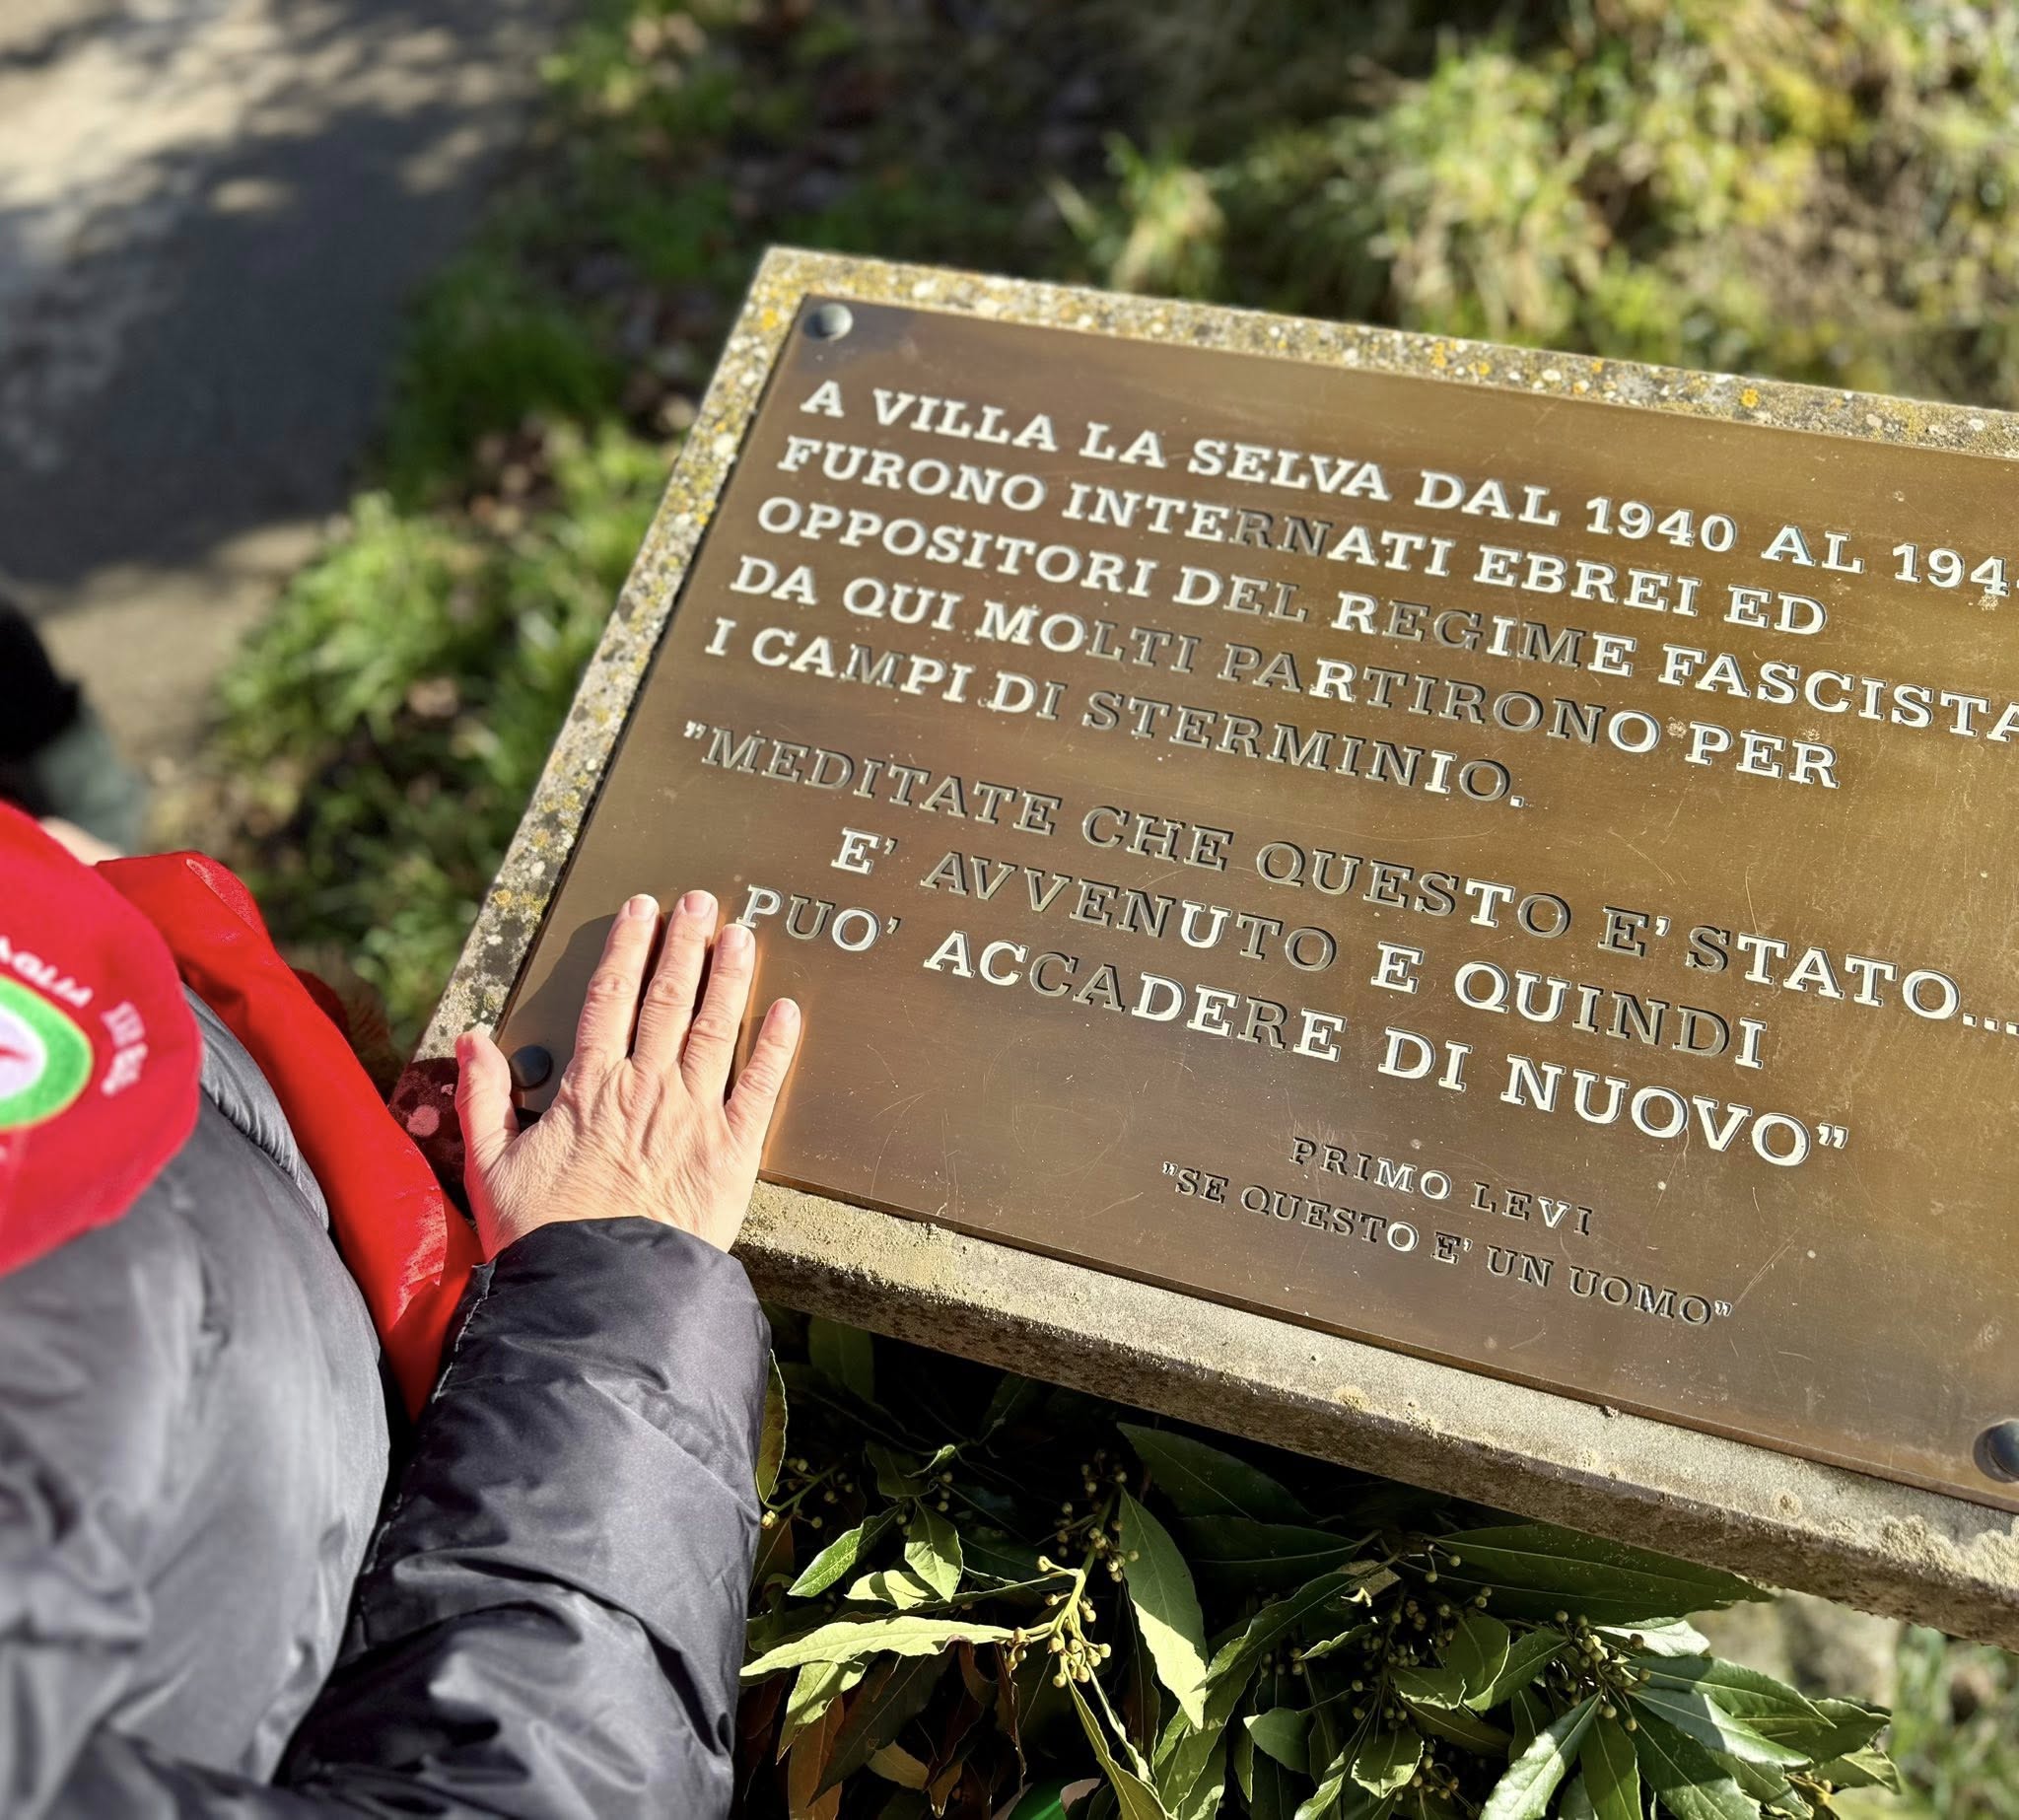 A VILLA LA SELVA DAL 1940 AL 194
FURONO INTERNATI EBREI ED
OPPOSITORI DEL REGIME FASCISTA
DA QUI MOLTI PARTIRONO PER
I CAMPI DI STERMINIO.
"MEDITATE CHE QUESTO E' STATO...
E' AVVENUTO E QUINDI
PUO' ACCADERE DI NUOVO"
PRIMO LEVI
"SE QUESTO E' UN UOMO"